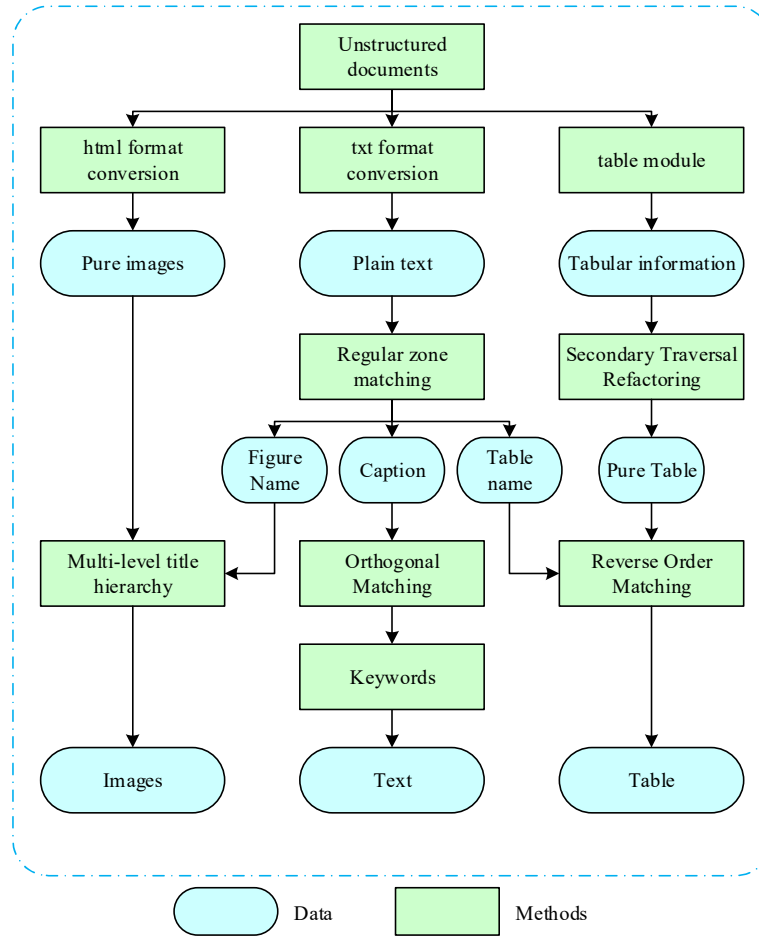 Unstructured
documents
html format
conversion
txt format
conversion
table module
Pure images
Plain text
Tabular information
Regular zone
matching
Secondary Traversal
Refactoring
Figure
Name
Caption
Table
name
Pure Table
Multi-level title
hierarchy
Orthogonal
Matching
Reverse Order
Matching
Keywords
Images
Text
Table
Data
Methods